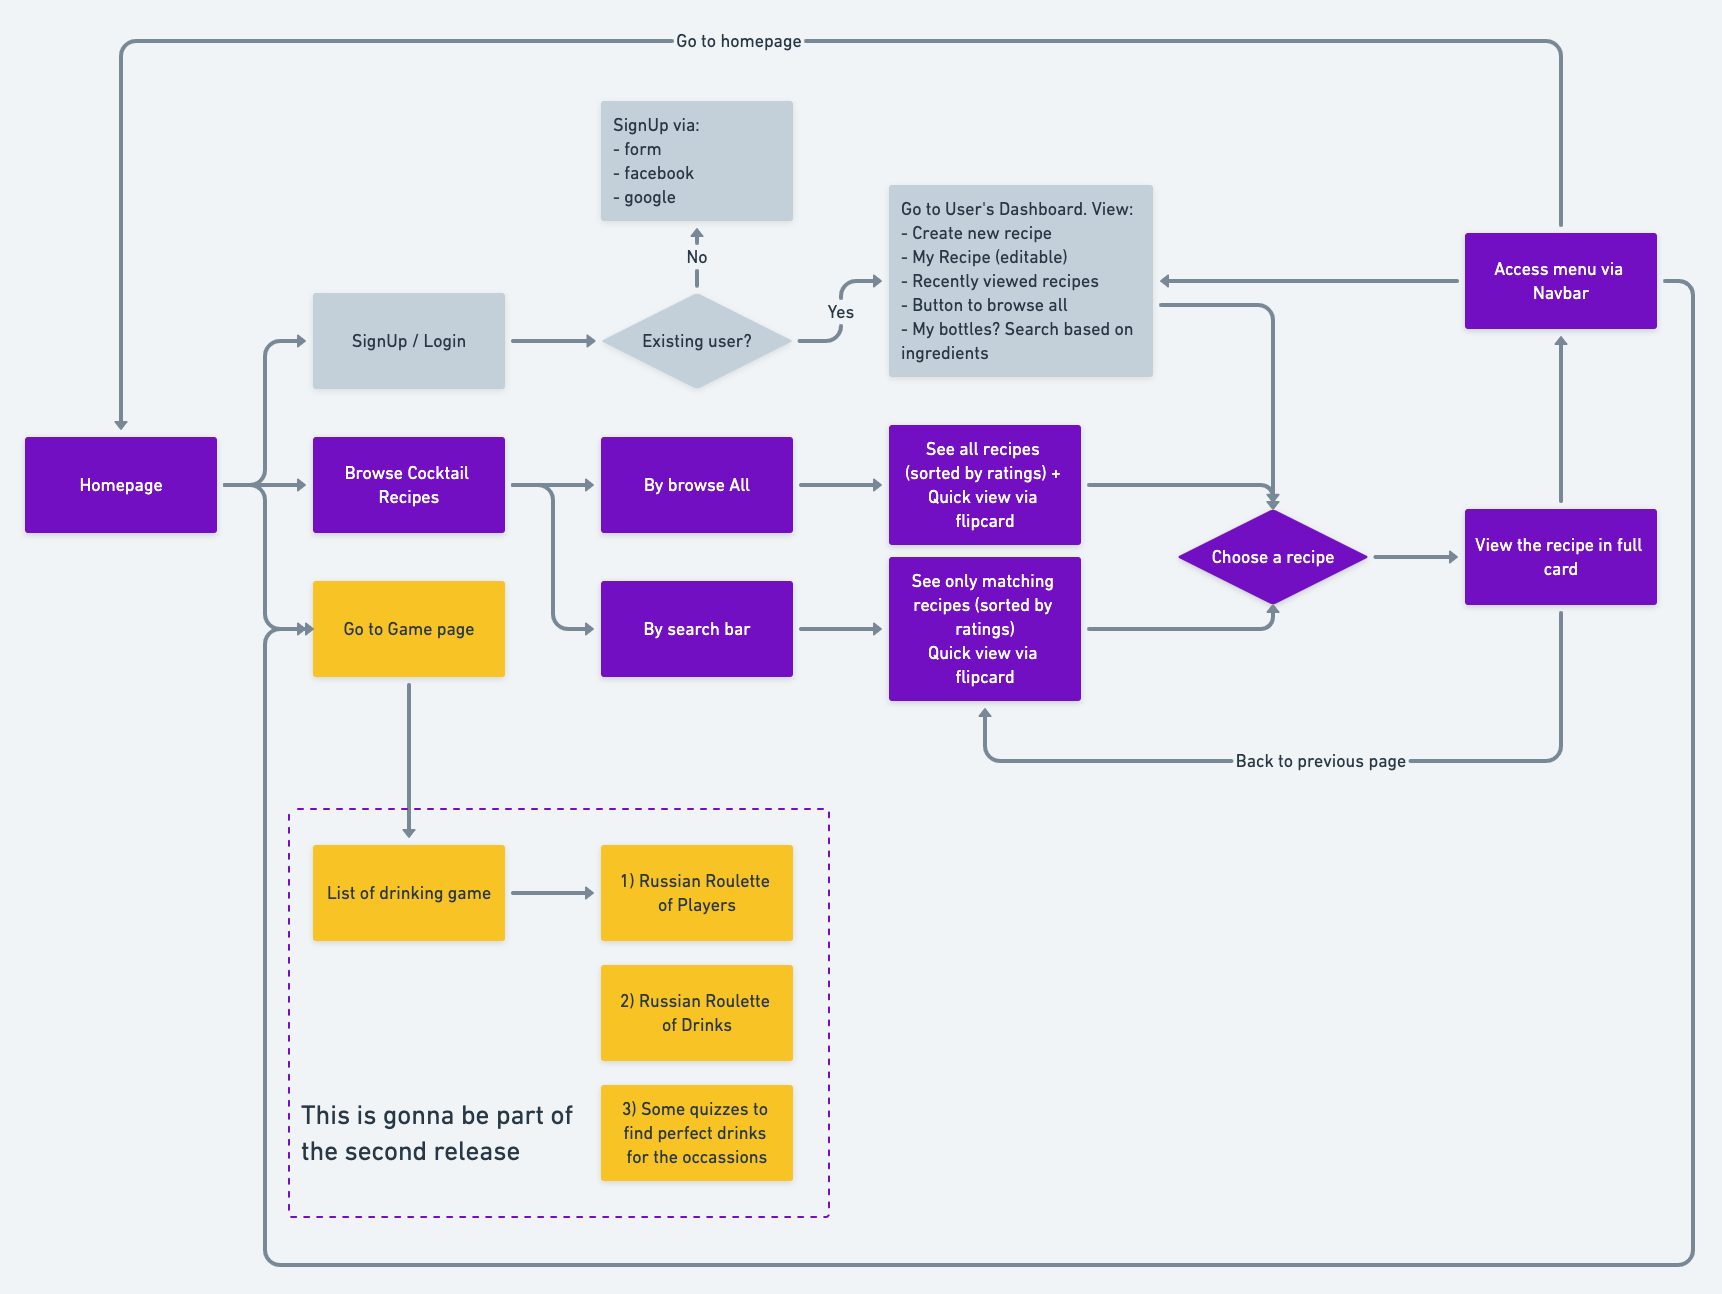 Go to homepage
SignUp via:
- form
- facebook
- google
No
Go to User's Dashboard. View:
- Create new recipe
- My Recipe (editable)
- Recently viewed recipes
- Button to browse all
- My bottles? Search based on
ingredients
Access menu via
Navbar
SignUp / Login
Existing user?
Yes
Homepage
Browse Cocktail
Recipes
By browse All
See all recipes
(sorted by ratings) +
Quick view via
flipcard
Choose a recipe
View the recipe in full
card
Go to Game page
By search bar
See only matching
recipes (sorted by
ratings)
Quick view via
flipcard
Back to previous page
List of drinking game
1) Russian Roulette
of Players
2) Russian Roulette
of Drinks
3) Some quizzes to
find perfect drinks
for the occassions
This is gonna be part of
the second release